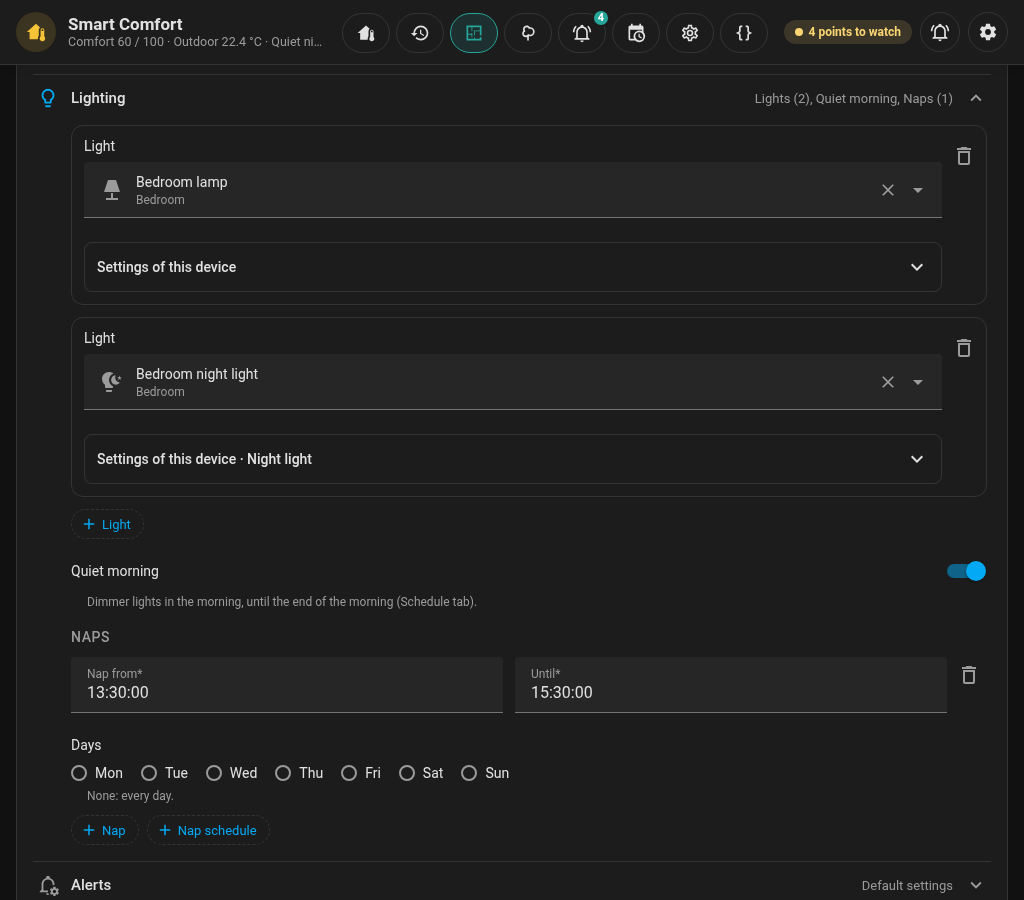 Smart Comfort
Comfort 60 / 100 · Outdoor 22.4 °C · Quiet ni...
4
4 points to watch
Lighting
Lights (2), Quiet morning, Naps (1)
Light
Bedroom lamp
Bedroom
Settings of this device
Light
Bedroom night light
Bedroom
Settings of this device · Night light
+ Light
Quiet morning
Dimmer lights in the morning, until the end of the morning (Schedule tab).
NAPS
Nap from*
13:30:00
Until*
15:30:00
Days
Mon Tue Wed Thu Fri Sat Sun
None: every day.
+ Nap + Nap schedule
Alerts
Default settings